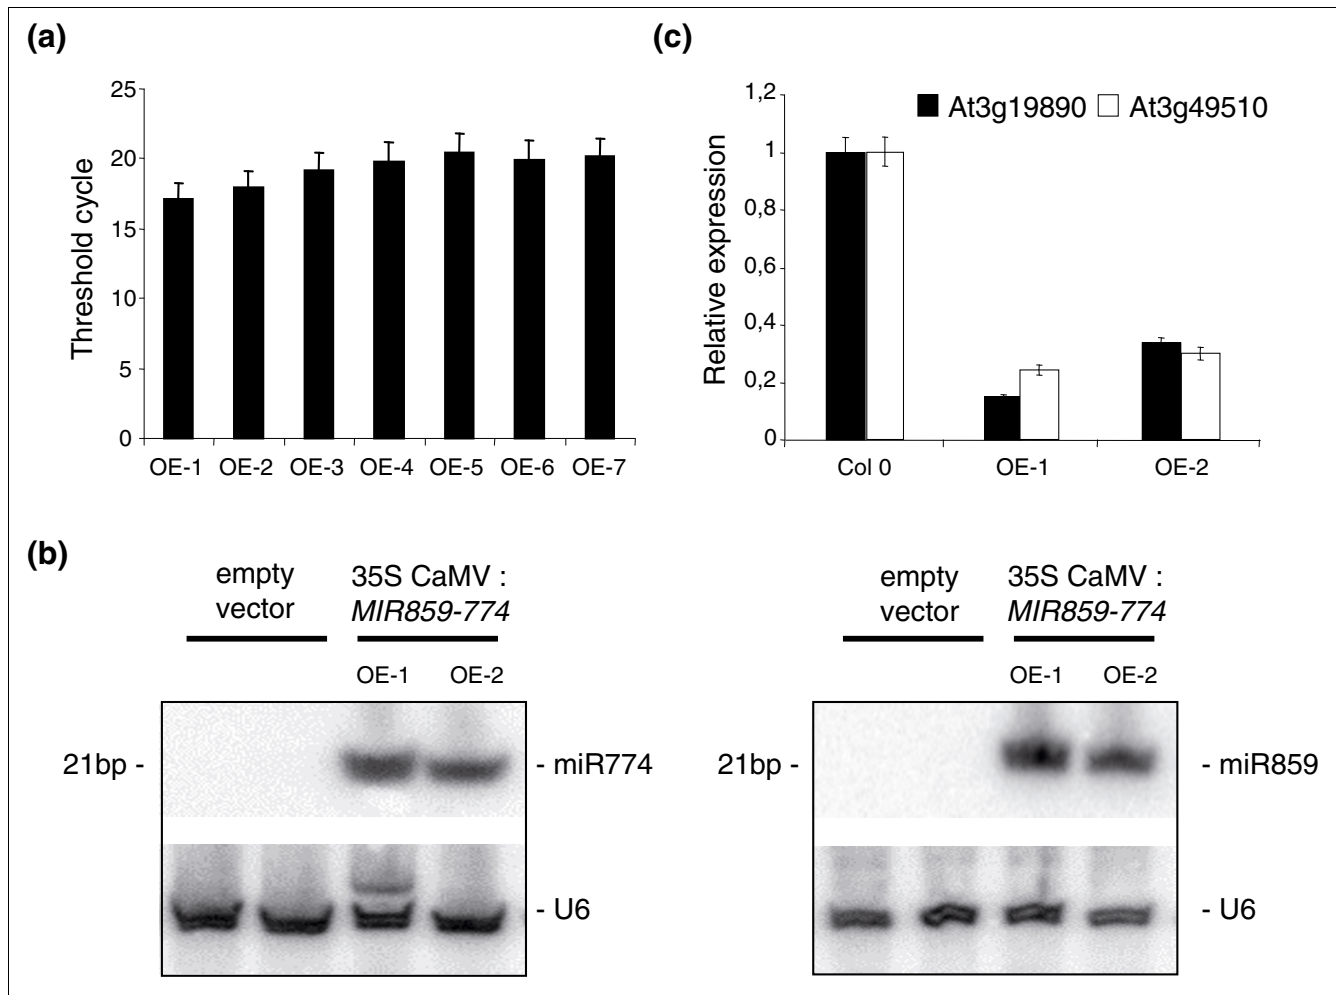 (a)
Threshold cycle
25
20
15
10
5
0
OE-1 OE-2 OE-3 OE-4 OE-5 OE-6 OE-7
(c)
Relative expression
1,2
1
0,8
0,6
0,4
0,2
0
At3g19890 At3g49510
Col 0 OE-1 OE-2
(b)
empty
vector
35S CaMV :
MIR859-774
OE-1 OE-2
21bp -
- miR774
- U6
empty
vector
35S CaMV :
MIR859-774
OE-1 OE-2
21bp -
- miR859
- U6